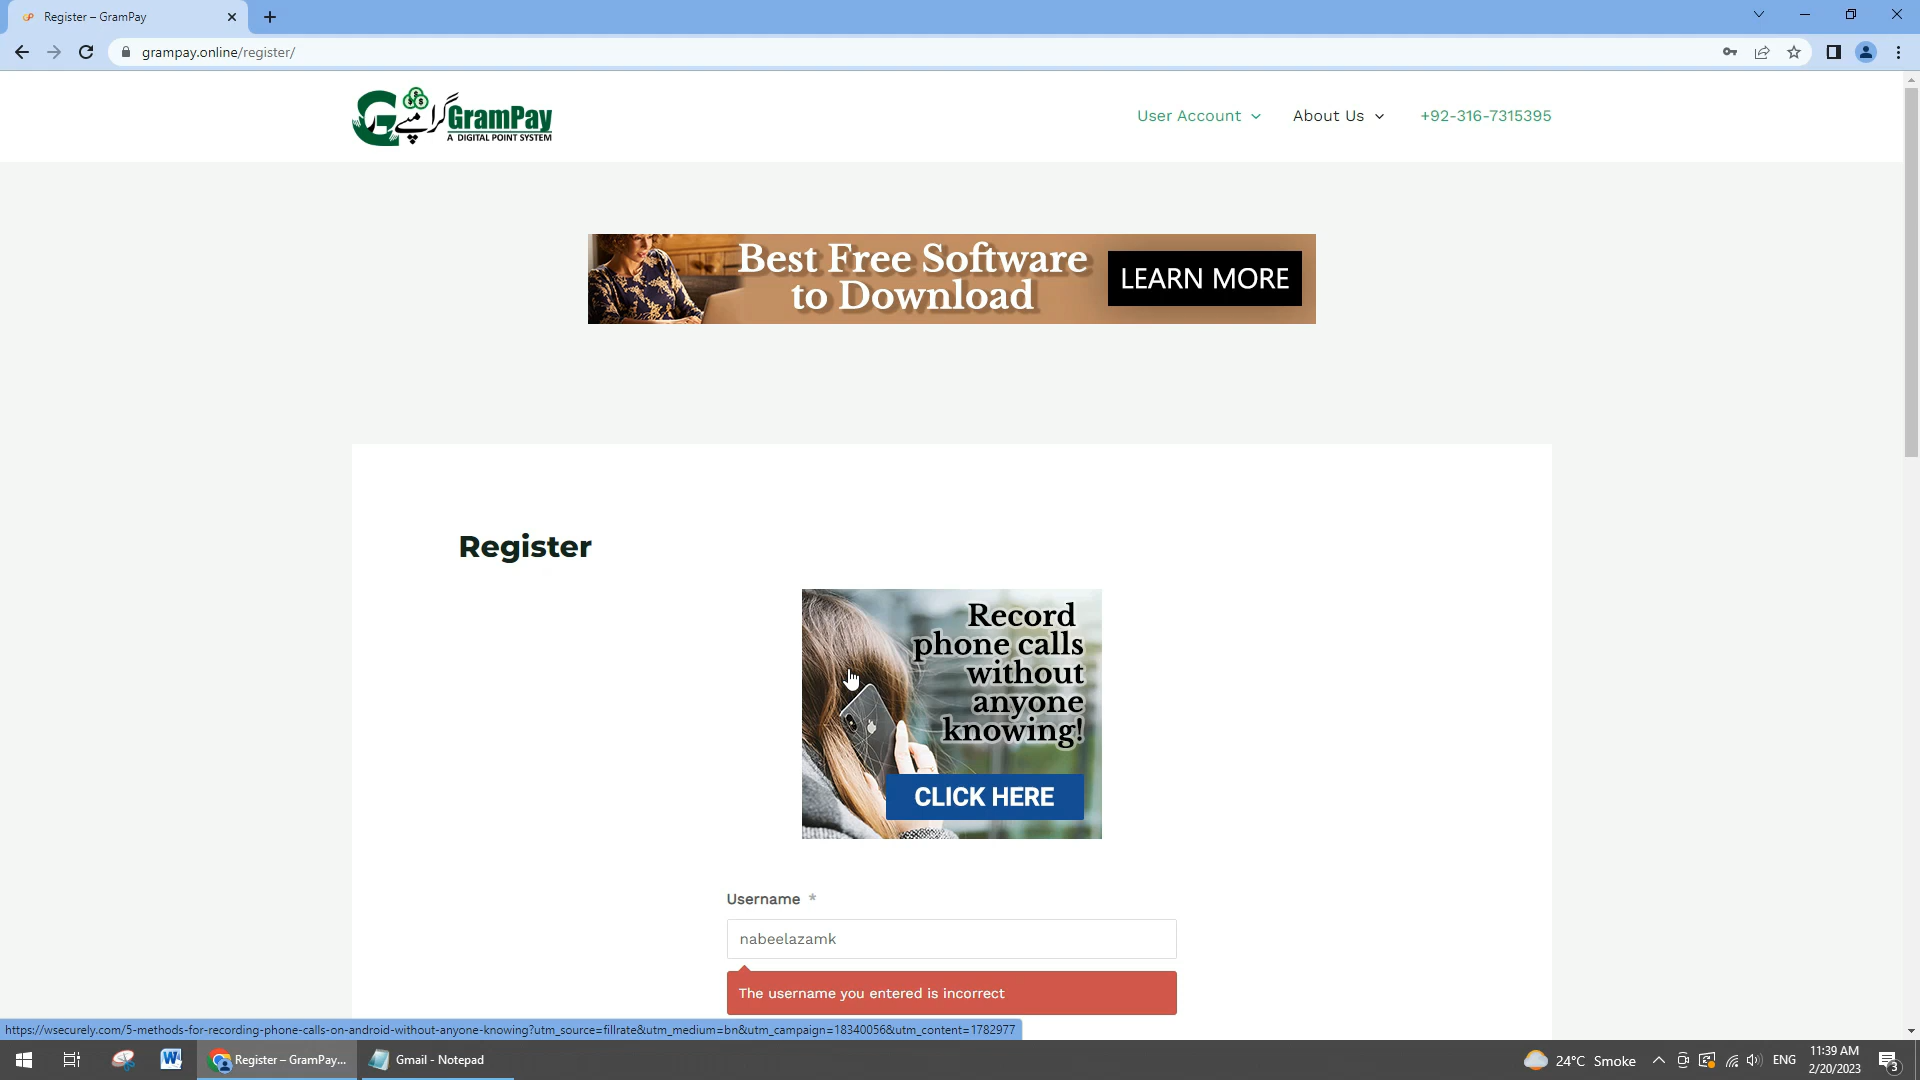 Register – GramPay
grampay.online/register/
گرامپے
GramPay
A DIGITAL POINT SYSTEM
User Account
About Us
+92-316-7315395
Best Free Software
to Download
LEARN MORE
Register
Record
phone calls
without
anyone
knowing!
CLICK HERE
Username *
nabeelazamk
The username you entered is incorrect
https://wsecurely.com/5-methods-for-recording-phone-calls-on-android-without-anyone-knowing?utm_source=fillrate&utm_medium=bn&utm_campaign=18340056&utm_content=1782977
Register – GramPay...
Gmail - Notepad
24°C Smoke
ENG
11:39 AM
2/20/2023
3